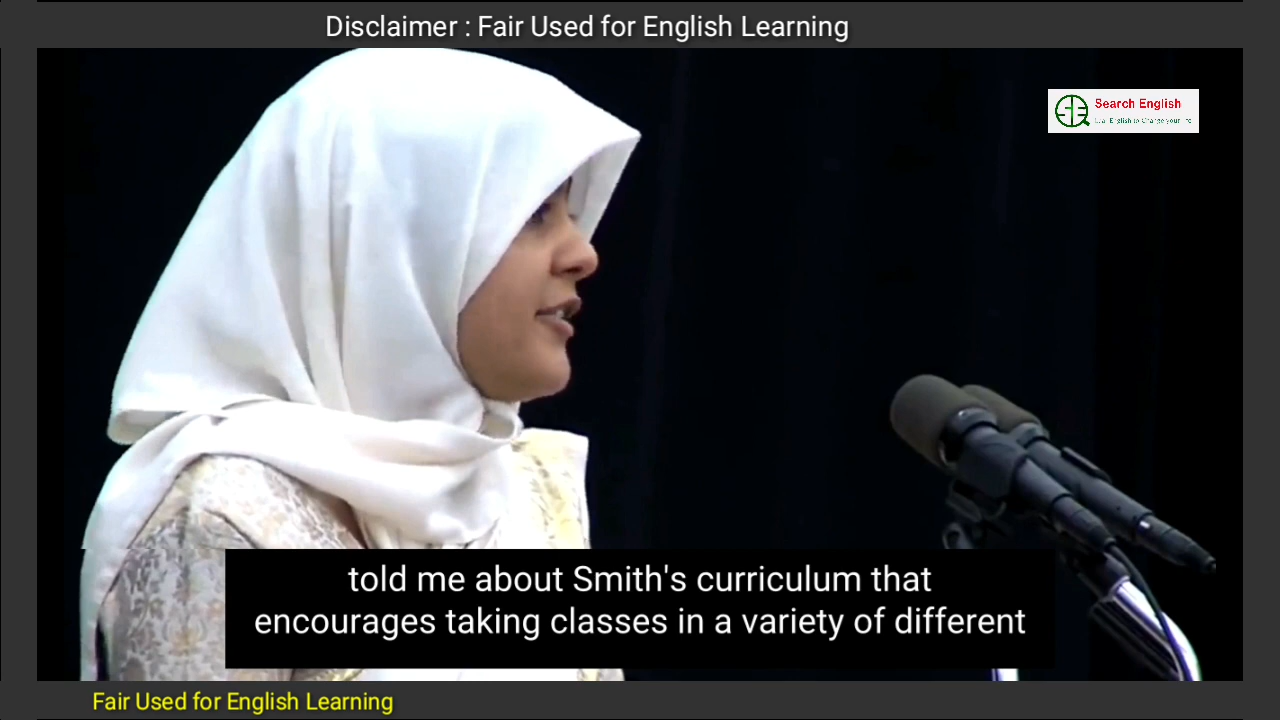 Disclaimer : Fair Used for English Learning
Search English
told me about Smith's curriculum that
encourages taking classes in a variety of different
Fair Used for English Learning